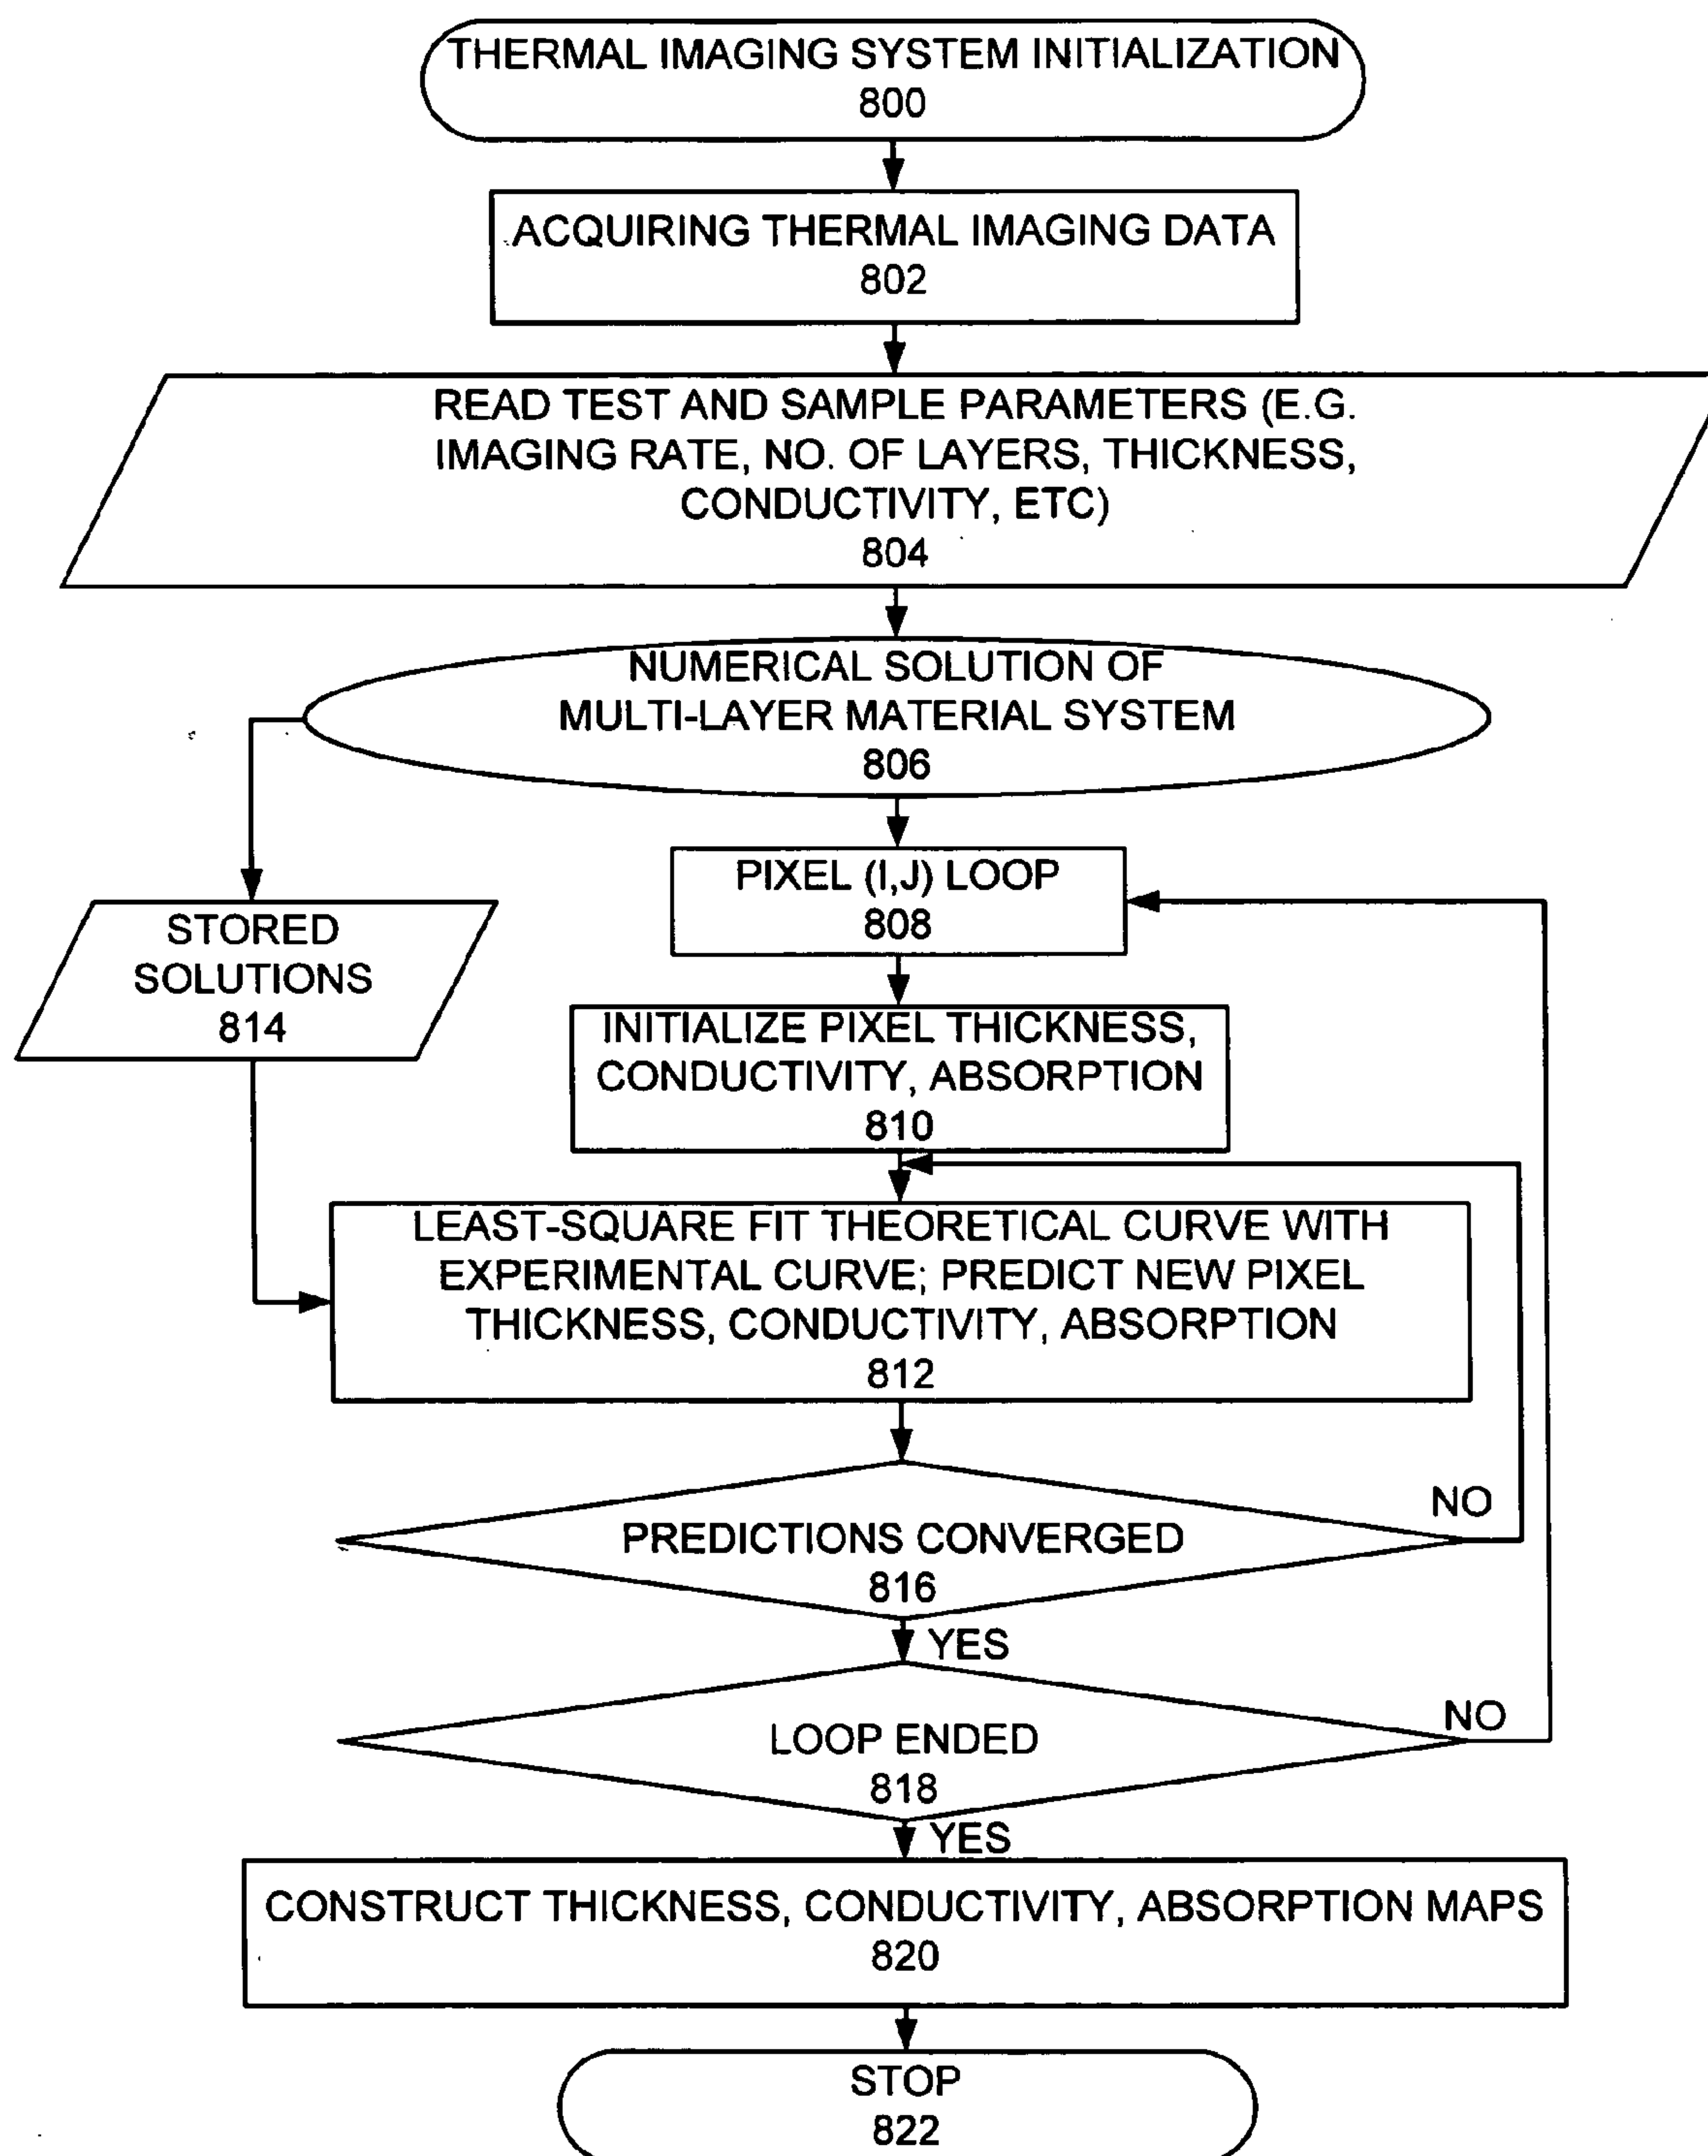 THERMAL IMAGING SYSTEM INITIALIZATION
800
ACQUIRING THERMAL IMAGING DATA
802
READ TEST AND SAMPLE PARAMETERS (E.G.
IMAGING RATE, NO. OF LAYERS, THICKNESS,
CONDUCTIVITY, ETC)
804
NUMERICAL SOLUTION OF
MULTI-LAYER MATERIAL SYSTEM
806
PIXEL (I,J) LOOP
808
STORED
SOLUTIONS
814
INITIALIZE PIXEL THICKNESS,
CONDUCTIVITY, ABSORPTION
810
LEAST-SQUARE FIT THEORETICAL CURVE WITH
EXPERIMENTAL CURVE; PREDICT NEW PIXEL
THICKNESS, CONDUCTIVITY, ABSORPTION
812
NO
PREDICTIONS CONVERGED
816
YES
NO
LOOP ENDED
818
YES
CONSTRUCT THICKNESS, CONDUCTIVITY, ABSORPTION MAPS
820
STOP
822